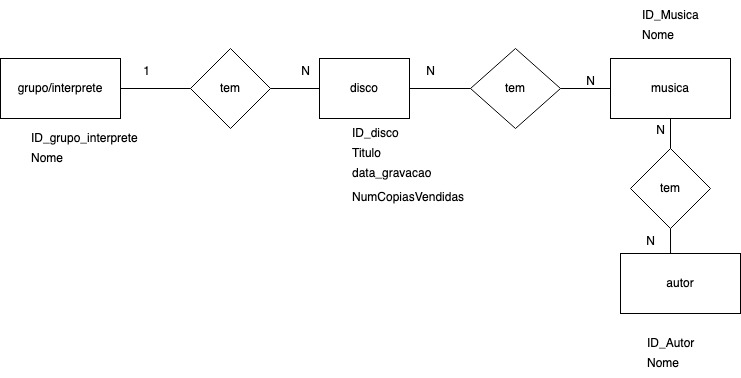 ID_Musica
Nome
grupo/interprete
1
tem
N
disco
N
tem
N
musica
ID_grupo_interprete
Nome
ID_disco
Titulo
data_gravacao
NumCopiasVendidas
N
tem
N
autor
ID_Autor
Nome